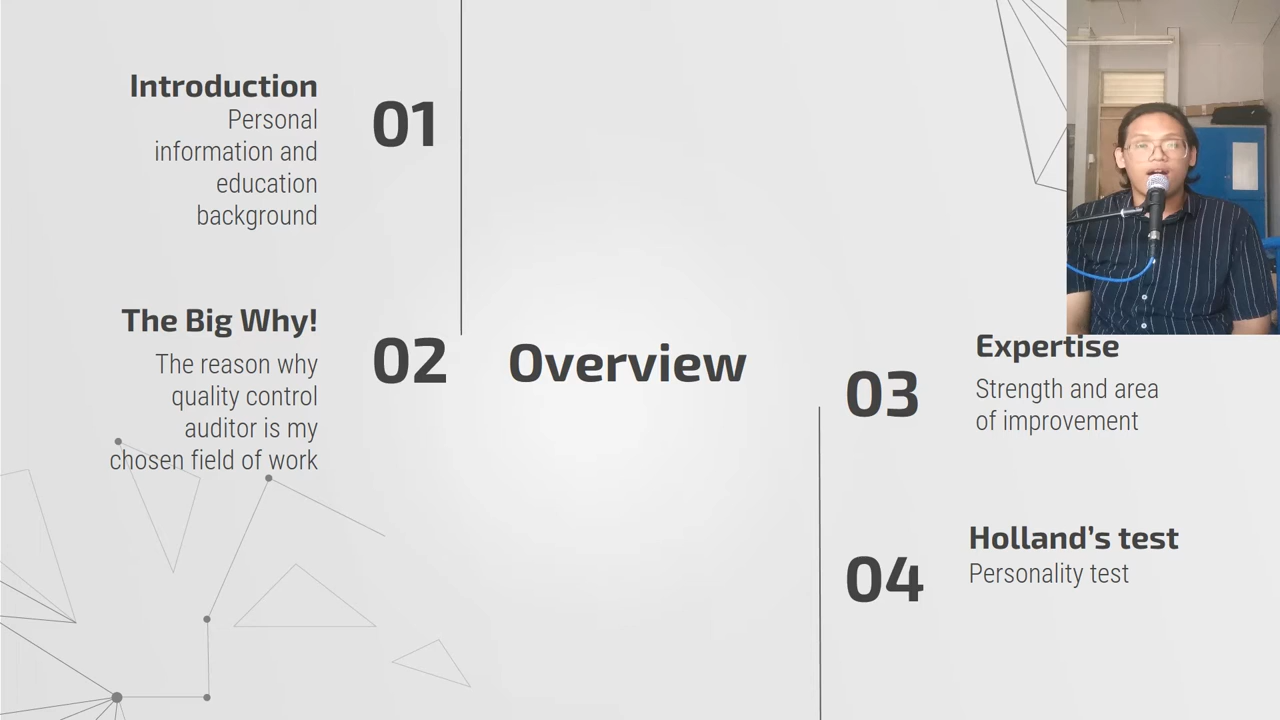 Introduction
01
Personal
information and
education
background
The Big Why!
02
The reason why
quality control
auditor is my
chosen field of work
Overview
Expertise
03
Strength and area
of improvement
Holland's test
04
Personality test